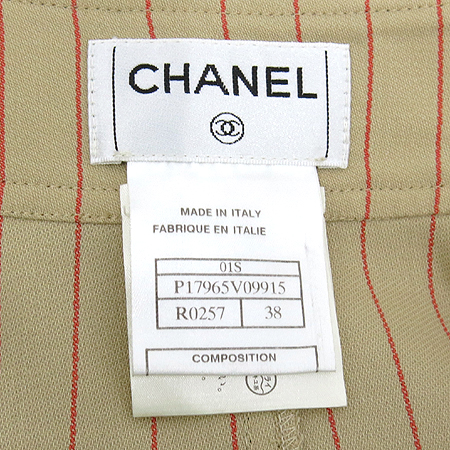 CHANEL
MADE IN ITALY
FABRIQUE EN ITALIE
01S
P17965V09915
R0257 38
COMPOSITION